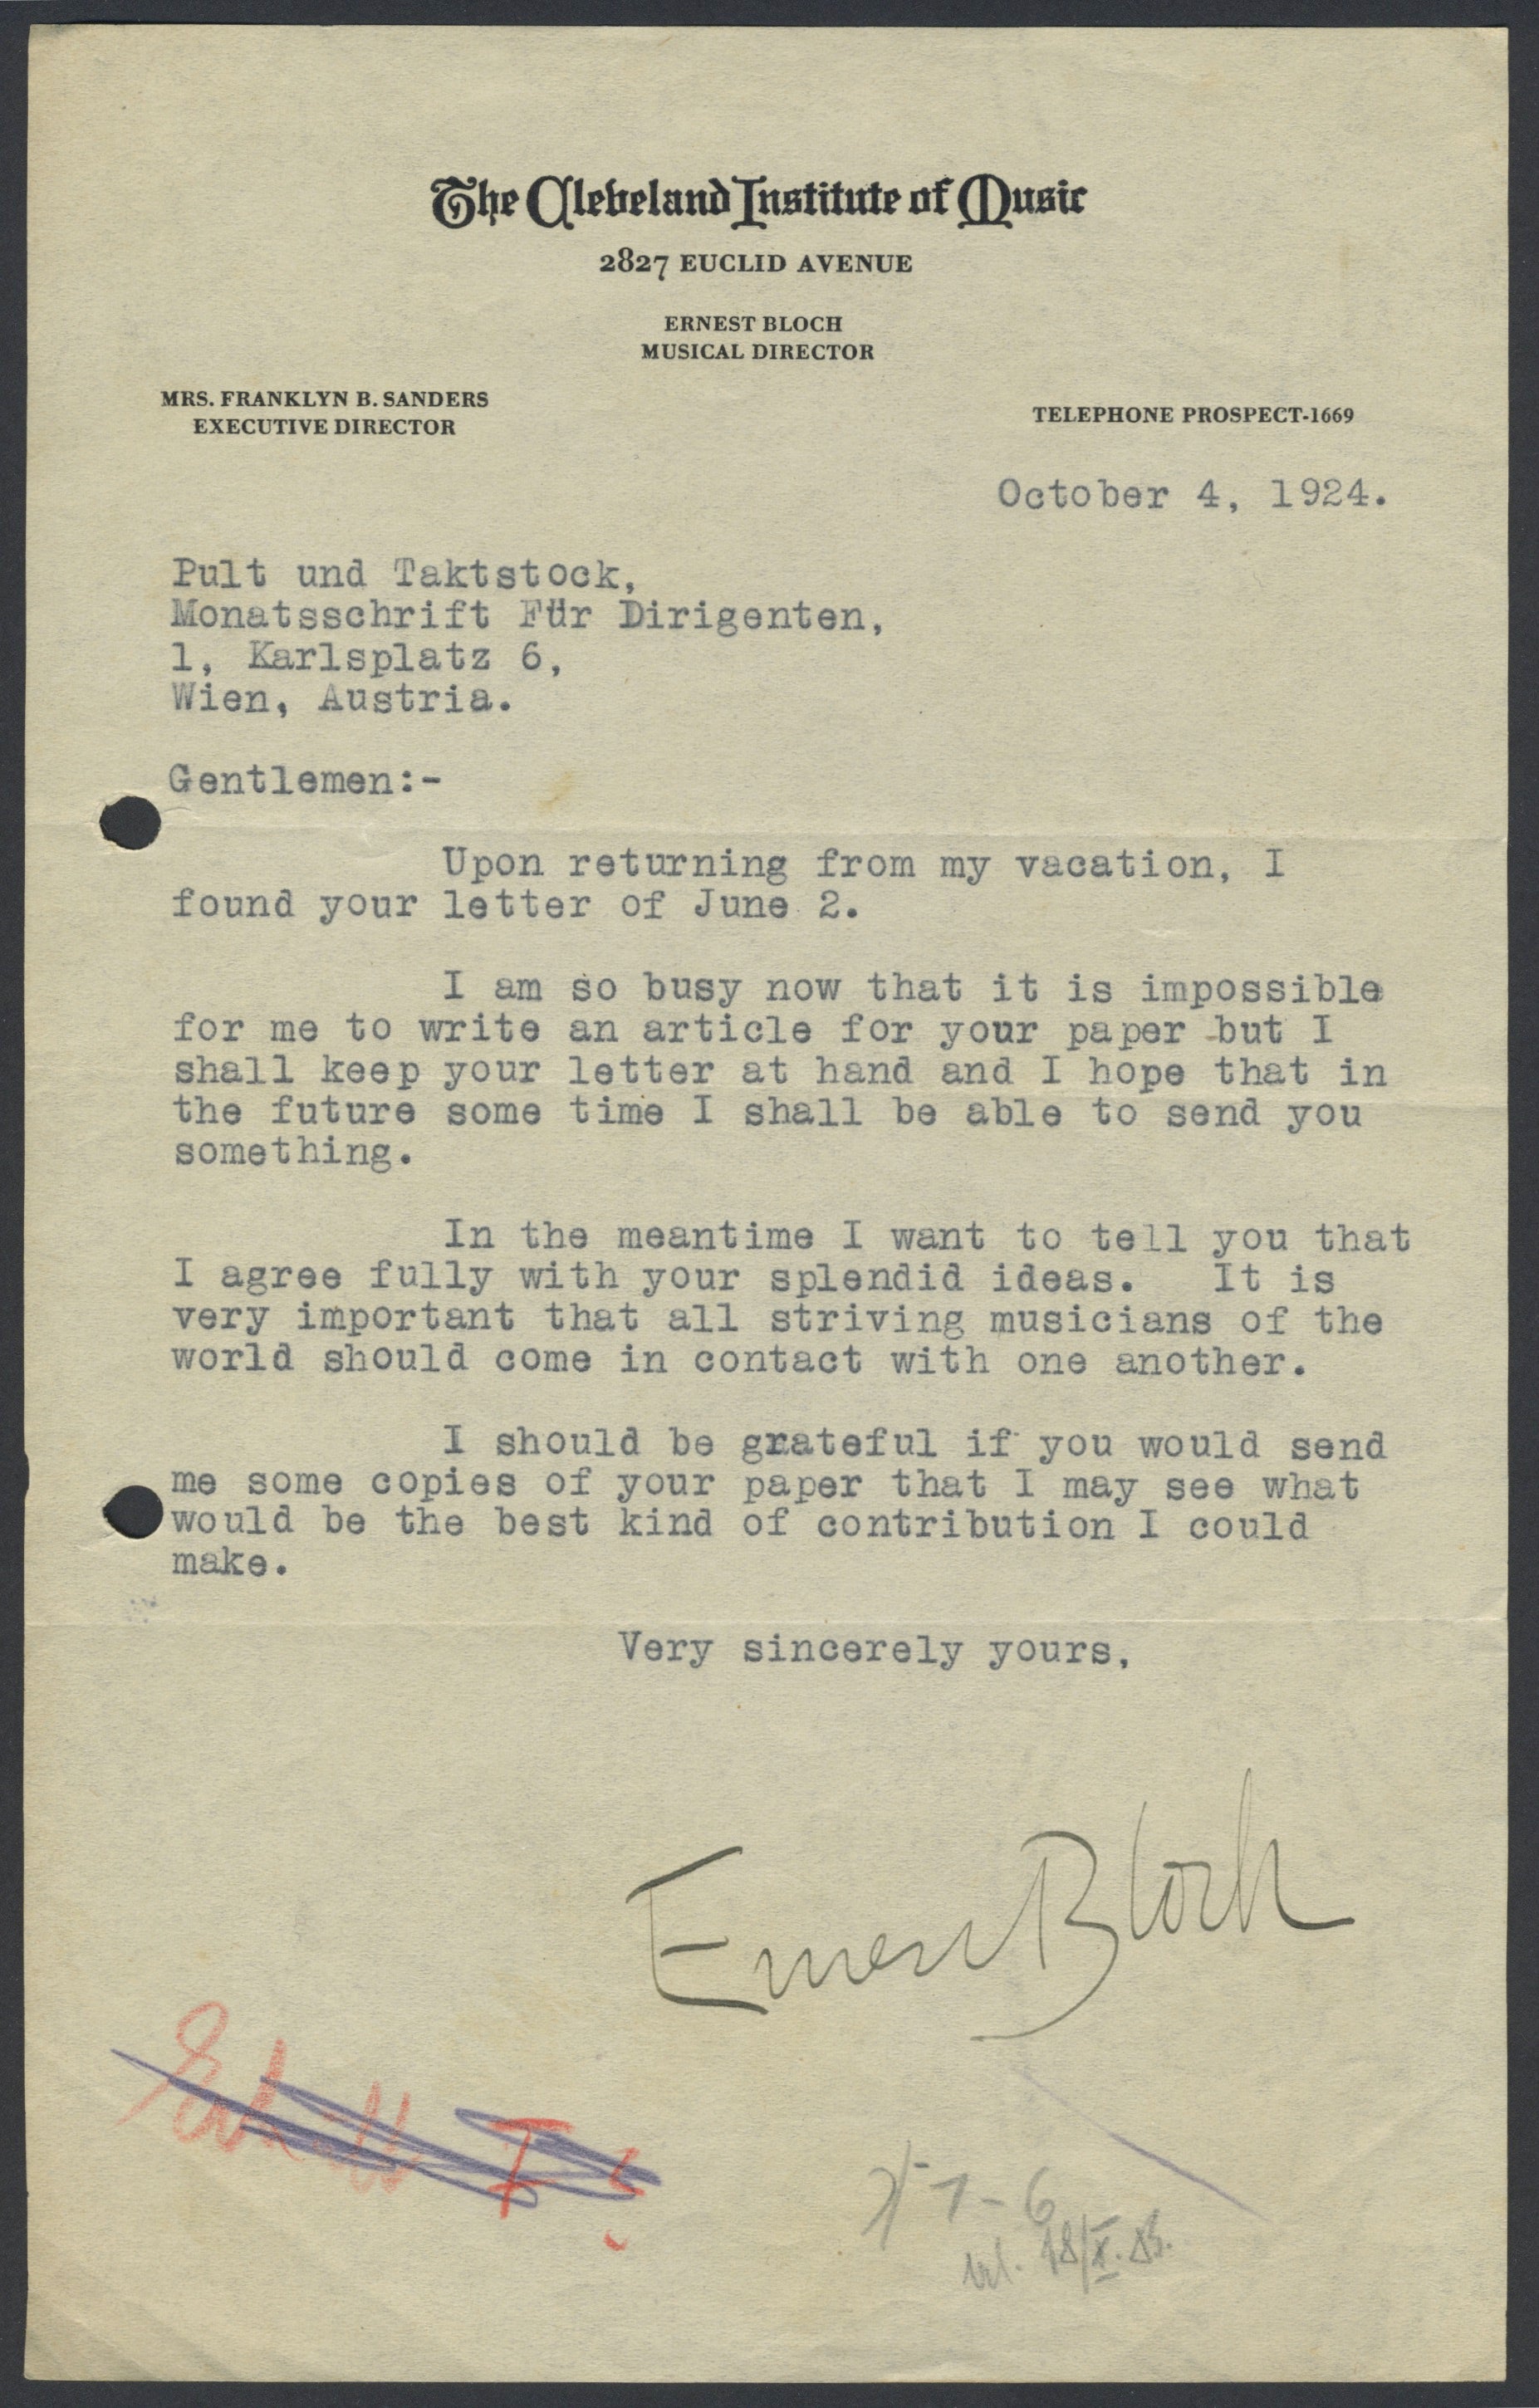 The Cleveland Institute of Music
2827 EUCLID AVENUE
ERNEST BLOCH
MUSICAL DIRECTOR
MRS. FRANKLYN B. SANDERS
EXECUTIVE DIRECTOR
TELEPHONE PROSPECT-1669
October 4, 1924.
Pult und Taktstock,
Monatsschrift Für Dirigenten,
1, Karlsplatz 6,
Wien, Austria.
Gentlemen:-
Upon returning from my vacation, I
found your letter of June 2.
I am so busy now that it is impossible
for me to write an article for your paper but I
shall keep your letter at hand and I hope that in
the future some time I shall be able to send you
something.
In the meantime I want to tell you that
I agree fully with your splendid ideas. It is
very important that all striving musicians of the
world should come in contact with one another.
I should be grateful if you would send
me some copies of your paper that I may see what
would be the best kind of contribution I could
make.
Very sincerely yours,
Ernest Bloch